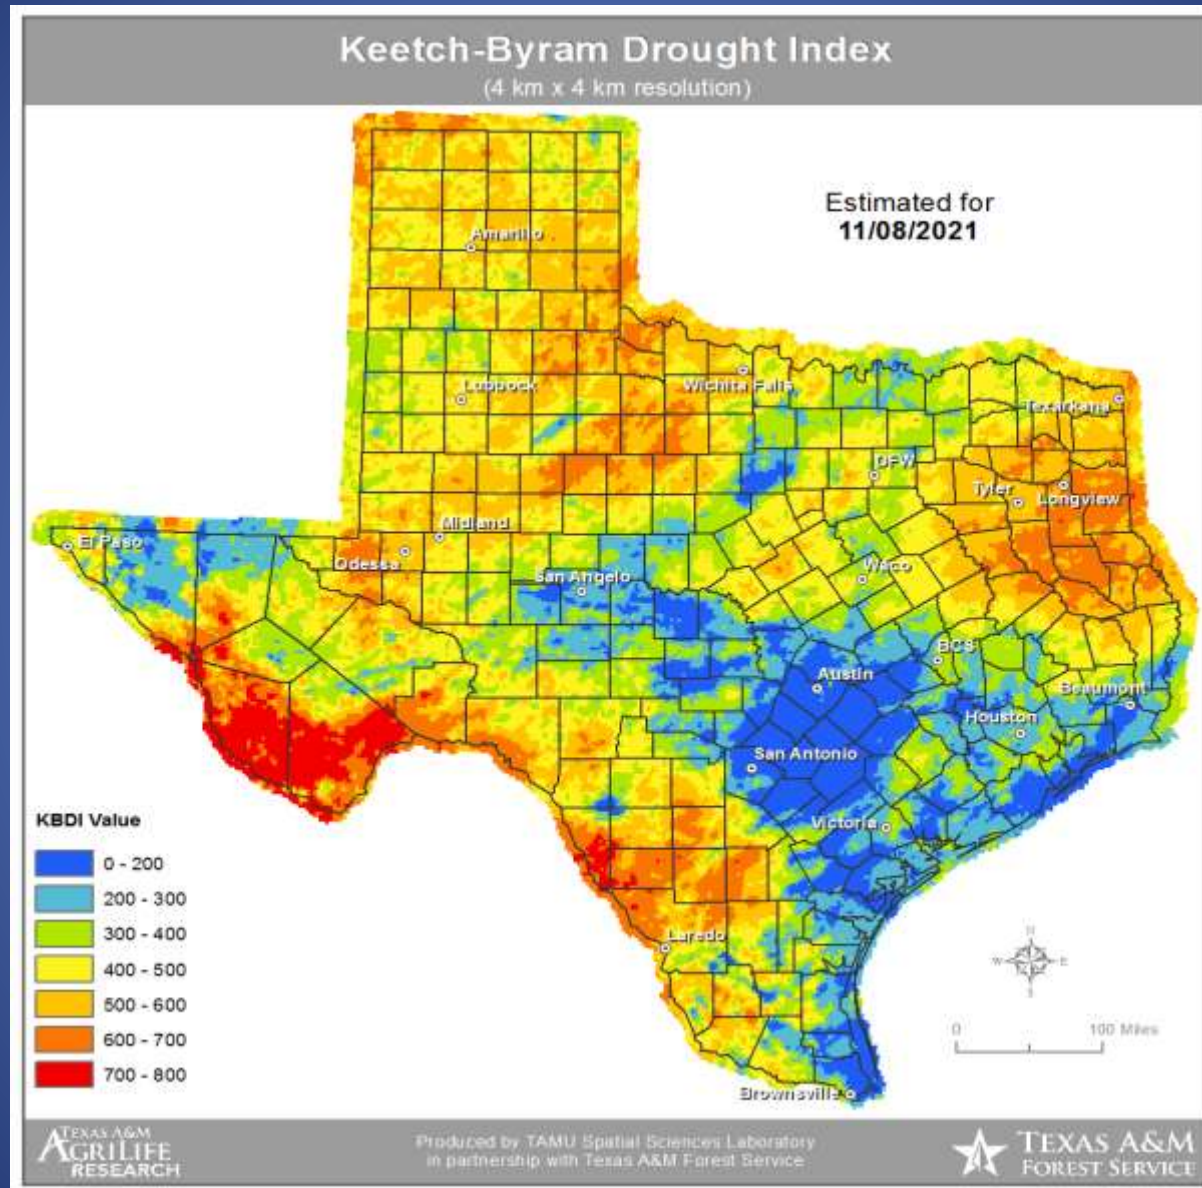 Keetch-Byram Drought Index
(4 km x 4 km resolution)
Estimated for
11/08/2021
Amarillo
Lubbock
Wichita Falls
Texarkana
DFW
Tyler
Longview
Midland
El Paso
Odessa
San Angelo
Waco
BCS
Austin
Beaumont
Houston
San Antonio
Victoria
Laredo
Brownsville
KBDI Value
0 - 200
200 - 300
300 - 400
400 - 500
500 - 600
600 - 700
700 - 800
N
W E
S
0 100 Miles
TEXAS A&M
AGRILIFE
RESEARCH
Produced by TAMU Spatial Sciences Laboratory
in partnership with Texas A&M Forest Service
TEXAS A&M
FOREST SERVICE